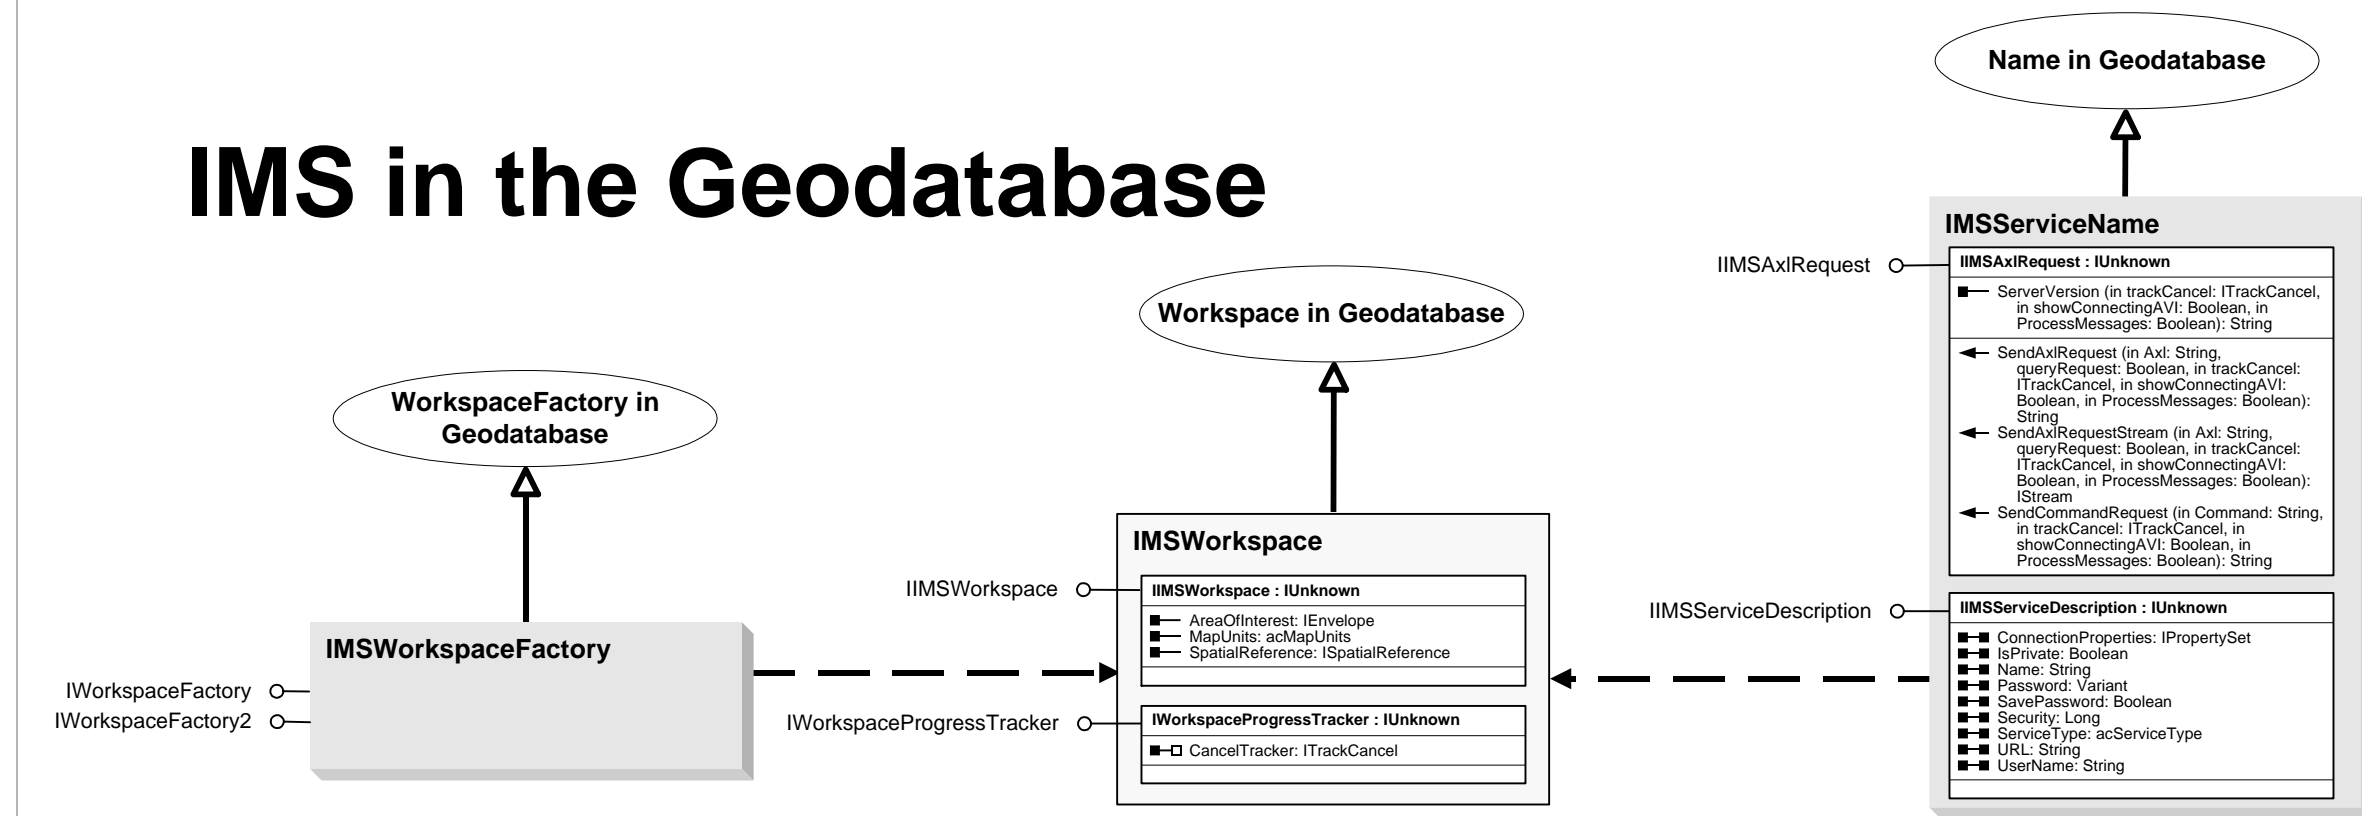 IMS in the Geodatabase
WorkspaceFactory in
Geodatabase
IMSWorkspaceFactory
IWorkspaceFactory
IWorkspaceFactory2
Workspace in Geodatabase
IMSWorkspace
IIMSWorkspace
IIMSWorkspace : IUnknown
AreaOfInterest: IEnvelope
MapUnits: acMapUnits
SpatialReference: ISpatialReference
IWorkspaceProgressTracker
IWorkspaceProgressTracker : IUnknown
CancelTracker: ITrackCancel
Name in Geodatabase
IMSServiceName
IIMSAxlRequest
IIMSAxlRequest : IUnknown
ServerVersion (in trackCancel: ITrackCancel,
in showConnectingAVI: Boolean, in
ProcessMessages: Boolean): String
SendAxlRequest (in Axl: String,
queryRequest: Boolean, in trackCancel:
ITrackCancel, in showConnectingAVI:
Boolean, in ProcessMessages: Boolean):
String
SendAxlRequestStream (in Axl: String,
queryRequest: Boolean, in trackCancel:
ITrackCancel, in showConnectingAVI:
Boolean, in ProcessMessages: Boolean):
IStream
SendCommandRequest (in Command: String,
in trackCancel: ITrackCancel, in
showConnectingAVI: Boolean, in
ProcessMessages: Boolean): String
IIMSServiceDescription
IIMSServiceDescription : IUnknown
ConnectionProperties: IPropertySet
IsPrivate: Boolean
Name: String
Password: Variant
SavePassword: Boolean
Security: Long
ServiceType: acServiceType
URL: String
UserName: String